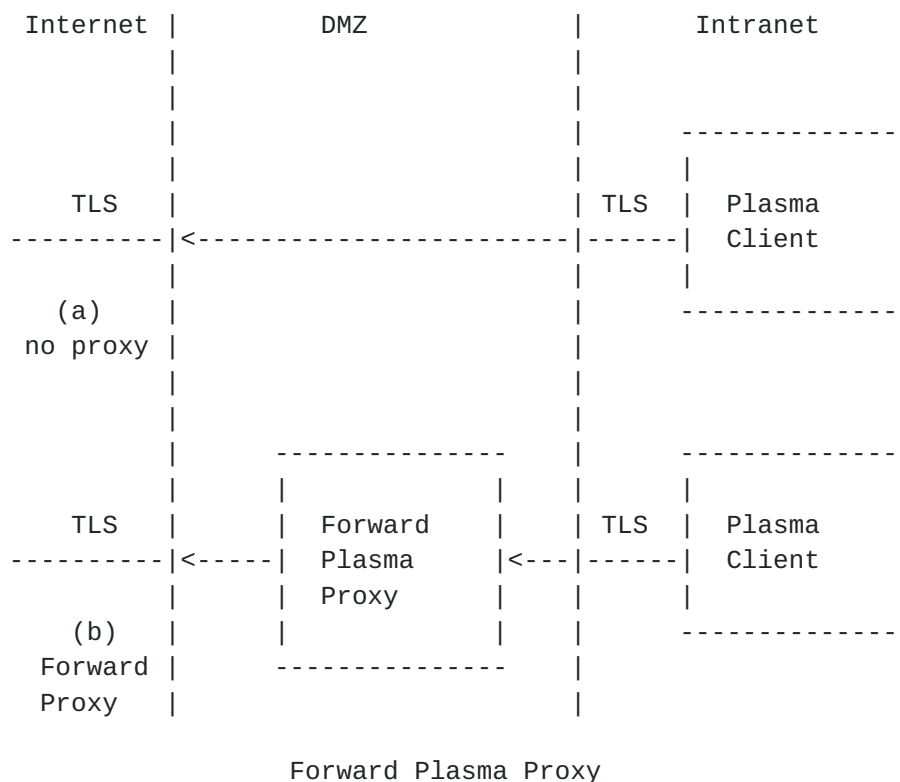 Internet | DMZ | Intranet
TLS | | TLS | Plasma
Client
(a)
no proxy
TLS | | Forward | | TLS | Plasma
Plasma Client
Proxy
(b)
Forward
Proxy
Forward Plasma Proxy